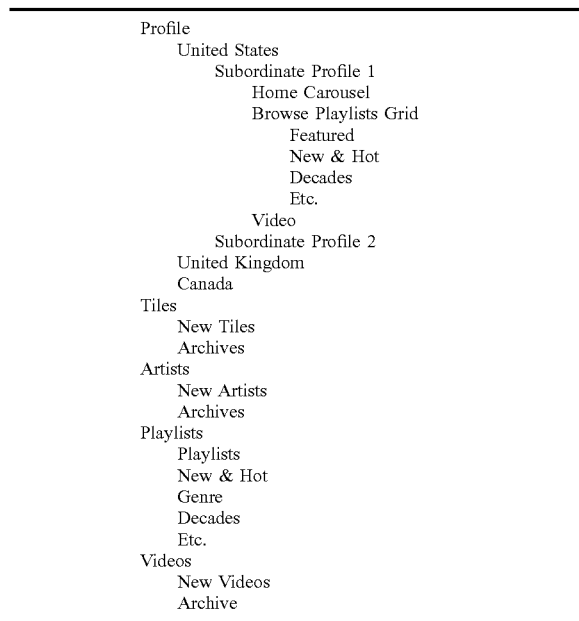 Profile
United States
Subordinate Profile 1
Home Carousel
Browse Playlists Grid
Featured
New & Hot
Decades
Etc.
Video
Subordinate Profile 2
United Kingdom
Canada
Tiles
New Tiles
Archives
Artists
New Artists
Archives
Playlists
Playlists
New & Hot
Genre
Decades
Etc.
Videos
New Videos
Archive